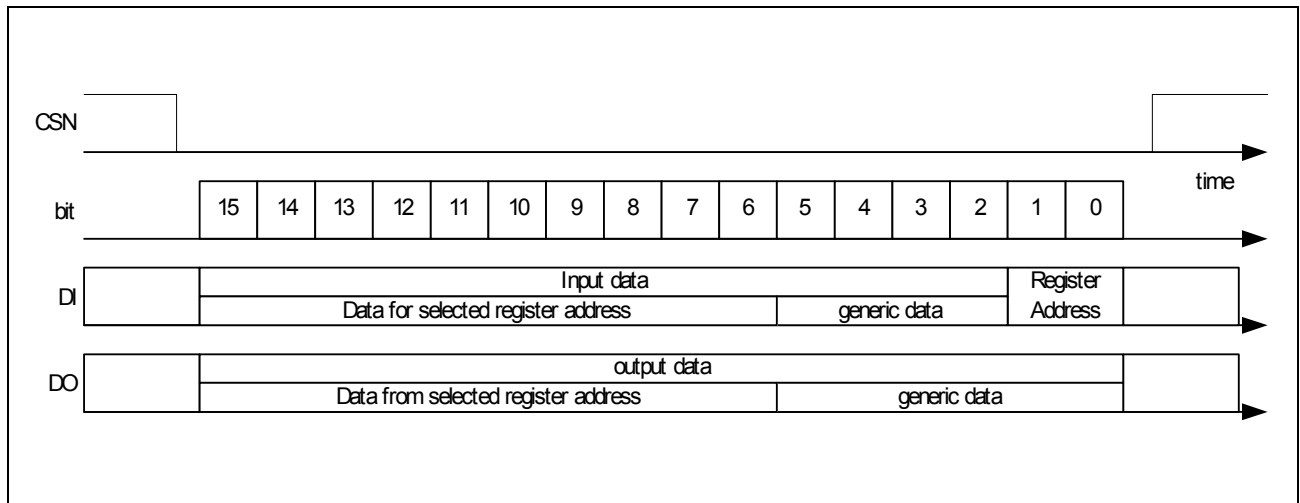 CSN
time
bit 15 14 13 12 11 10 9 8 7 6 5 4 3 2 1 0
DI
Input data
Data for selected register address generic data
Register
Address
DO
output data
Data from selected register address generic data